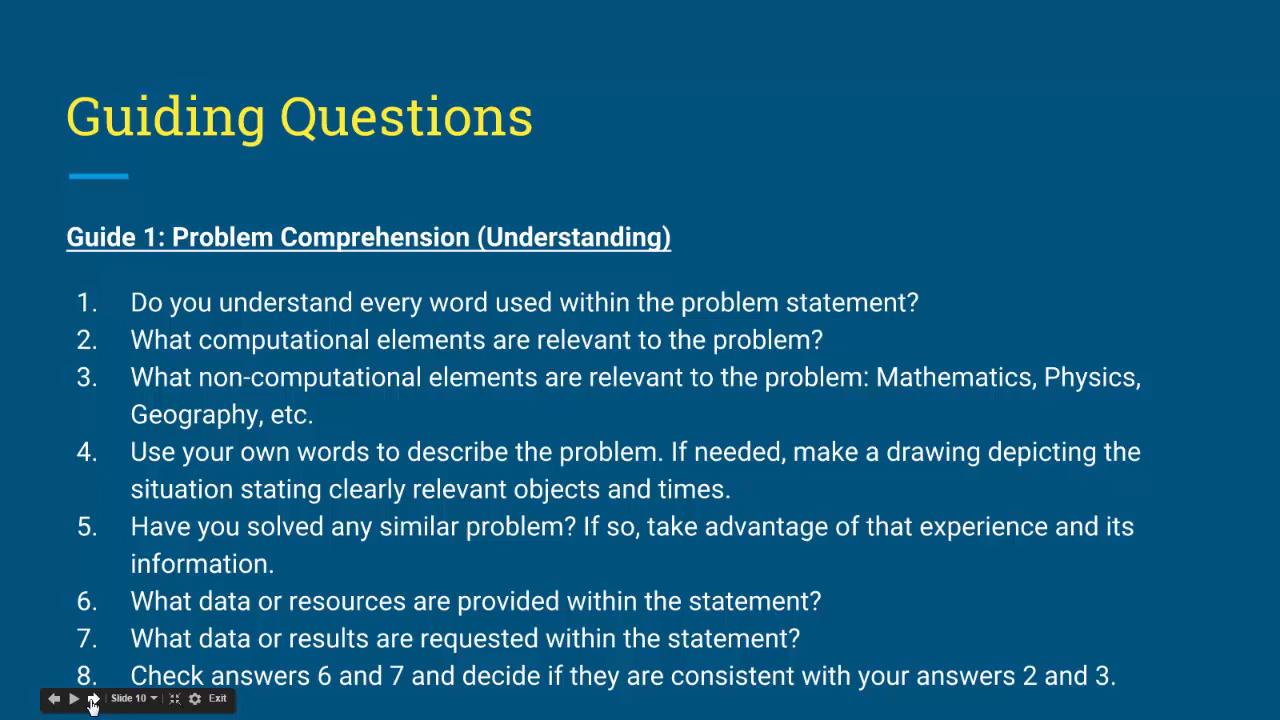 Guiding Questions
Guide 1: Problem Comprehension (Understanding)
1. Do you understand every word used within the problem statement?
2. What computational elements are relevant to the problem?
3. What non-computational elements are relevant to the problem: Mathematics, Physics,
Geography, etc.
4. Use your own words to describe the problem. If needed, make a drawing depicting the
situation stating clearly relevant objects and times.
5. Have you solved any similar problem? If so, take advantage of that experience and its
information.
6. What data or resources are provided within the statement?
7. What data or results are requested within the statement?
8. Check answers 6 and 7 and decide if they are consistent with your answers 2 and 3.
Slide 10 Exit